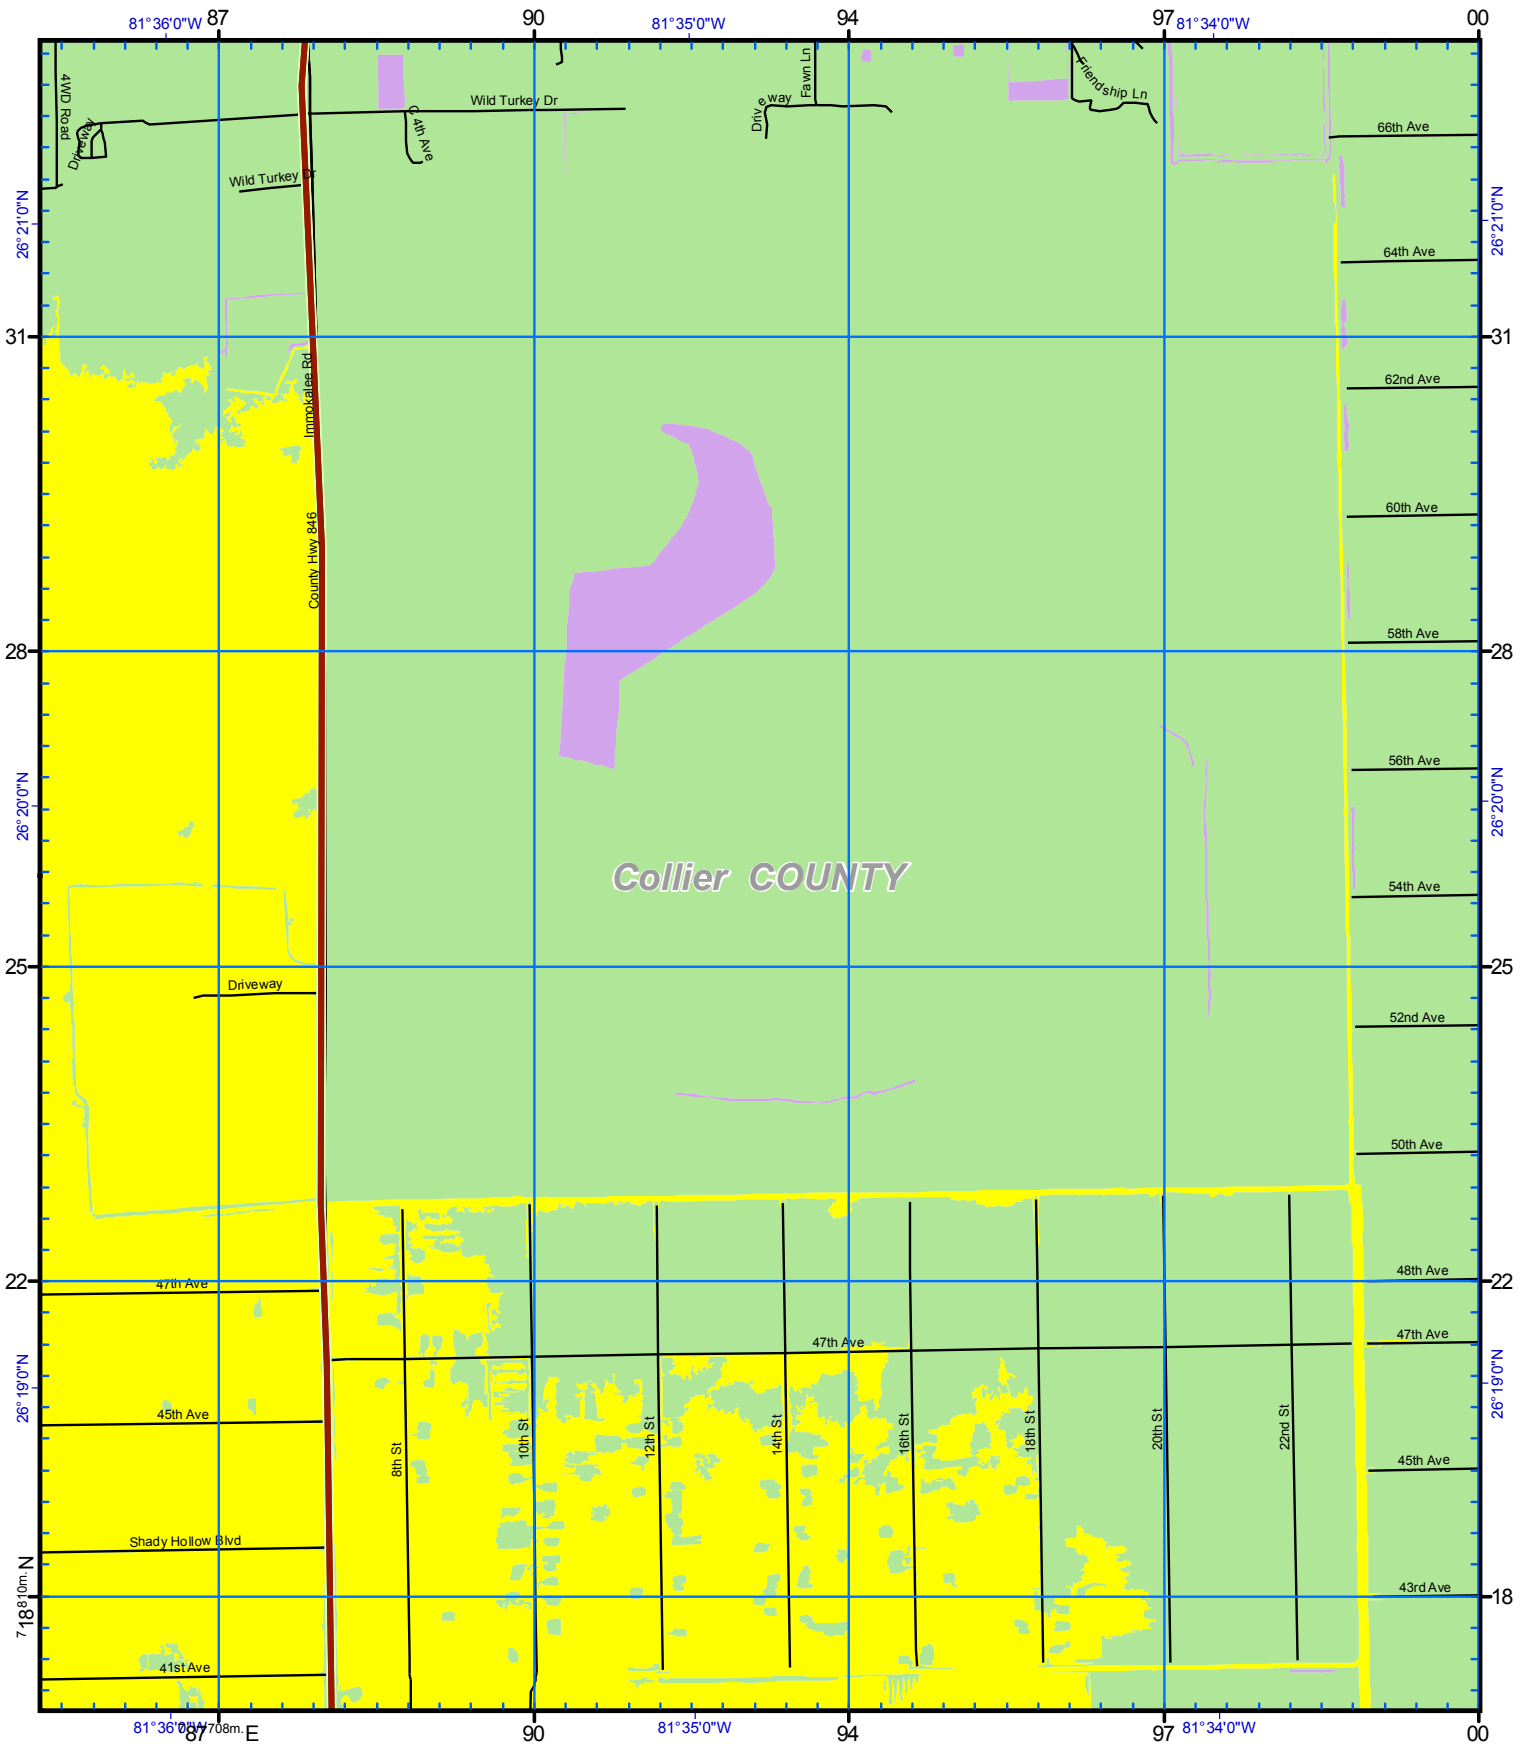 87 90 94 97 00
81°36'0"W 81°35'0"W 81°34'0"W
4WD Road
Driveway
Wild Turkey Dr
C 4th Ave
Driveway
Fawn Ln
Friendship Ln
66th Ave
Wild Turkey Dr
26°21'0"N
26°21'0"N
64th Ave
31
31
Immokalee Rd
62nd Ave
60th Ave
County Hwy 846
58th Ave
28
28
56th Ave
26°20'0"N
26°20'0"N
Collier COUNTY
54th Ave
25
25
Driveway
52nd Ave
50th Ave
48th Ave
22
22
47th Ave
47th Ave
47th Ave
26°19'0"N
26°19'0"N
45th Ave
8th St
10th St
12th St
14th St
16th St
18th St
20th St
22nd St
45th Ave
Shady Hollow Blvd
718810m. N
43rd Ave
18
41st Ave
81°36'0"W 81°35'0"W 81°34'0"W
708m. E
90 94 97 00